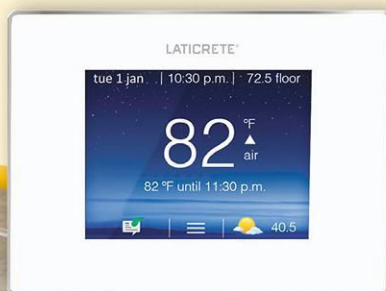 LATICRETE®
tue 1 jan | 10:30 p.m. | 72.5 floor
82 °F
air
82 °F until 11:30 p.m.
40.5